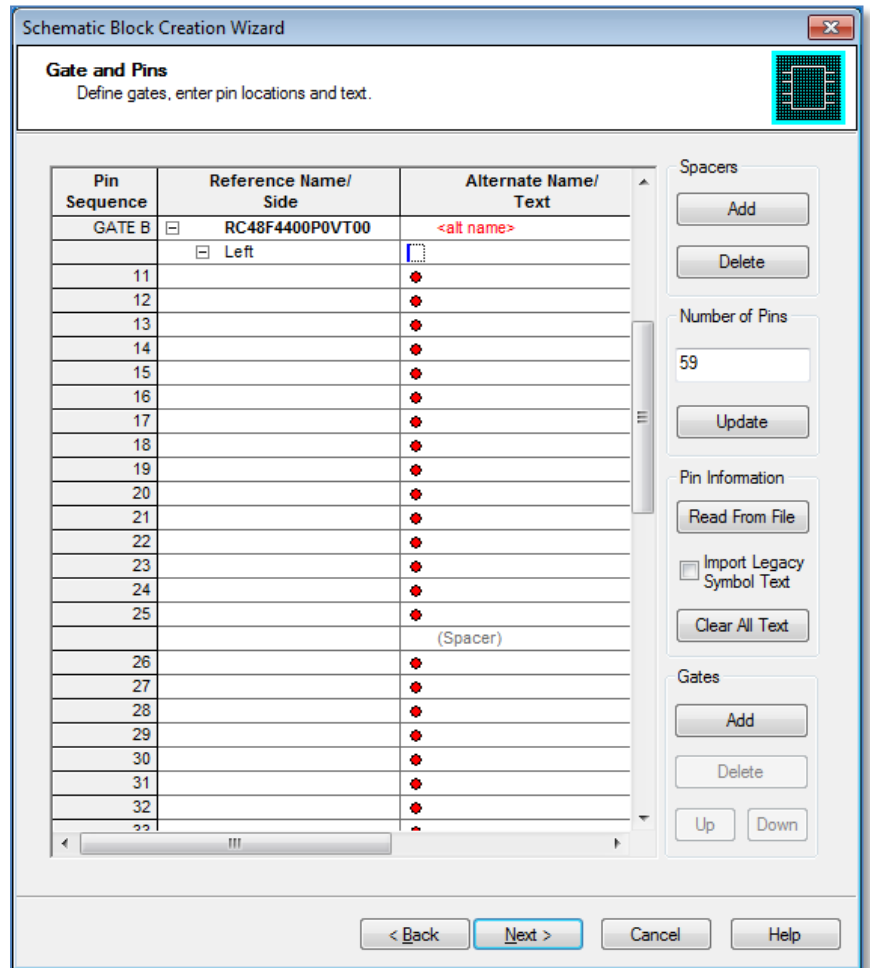 Schematic Block Creation Wizard
Gate and Pins
Define gates, enter pin locations and text.
Pin Sequence
Reference Name/ Side
Alternate Name/ Text
GATE B RC48F4400P0VT00 <alt name>
Left
11
12
13
14
15
16
17
18
19
20
21
22
23
24
25
(Spacer)
26
27
28
29
30
31
32
33
Spacers
Add
Delete
Number of Pins
59
Update
Pin Information
Read From File
Import Legacy
Symbol Text
Clear All Text
Gates
Add
Delete
Up Down
< Back Next > Cancel Help